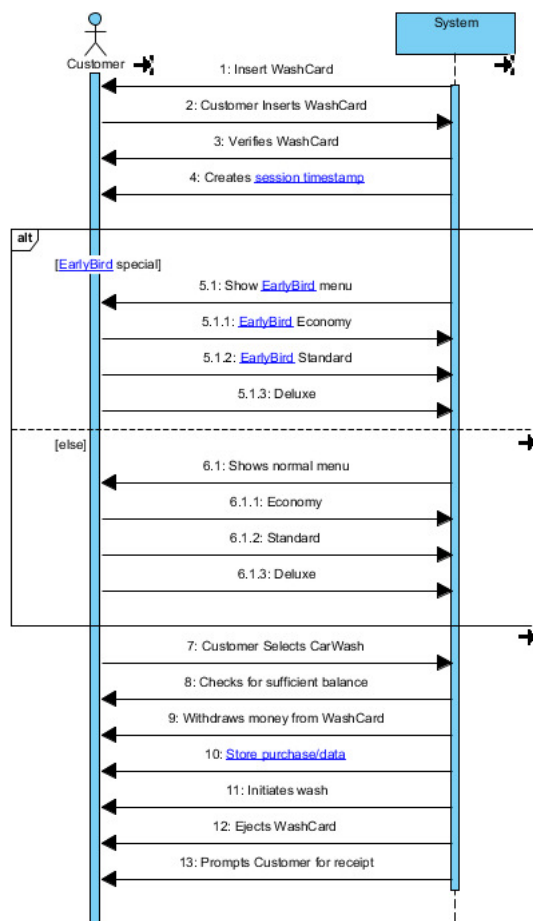 System
Customer
1: Insert WashCard
2: Customer Inserts WashCard
3: Verifies WashCard
4: Creates session timestamp
alt
[EarlyBird special]
5.1: Show EarlyBird menu
5.1.1: EarlyBird Economy
5.1.2: EarlyBird Standard
5.1.3: Deluxe
[else]
6.1: Shows normal menu
6.1.1: Economy
6.1.2: Standard
6.1.3: Deluxe
7: Customer Selects CarWash
8: Checks for sufficient balance
9: Withdraws money from WashCard
10: Store purchase/data
11: Initiates wash
12: Ejects WashCard
13: Prompts Customer for receipt